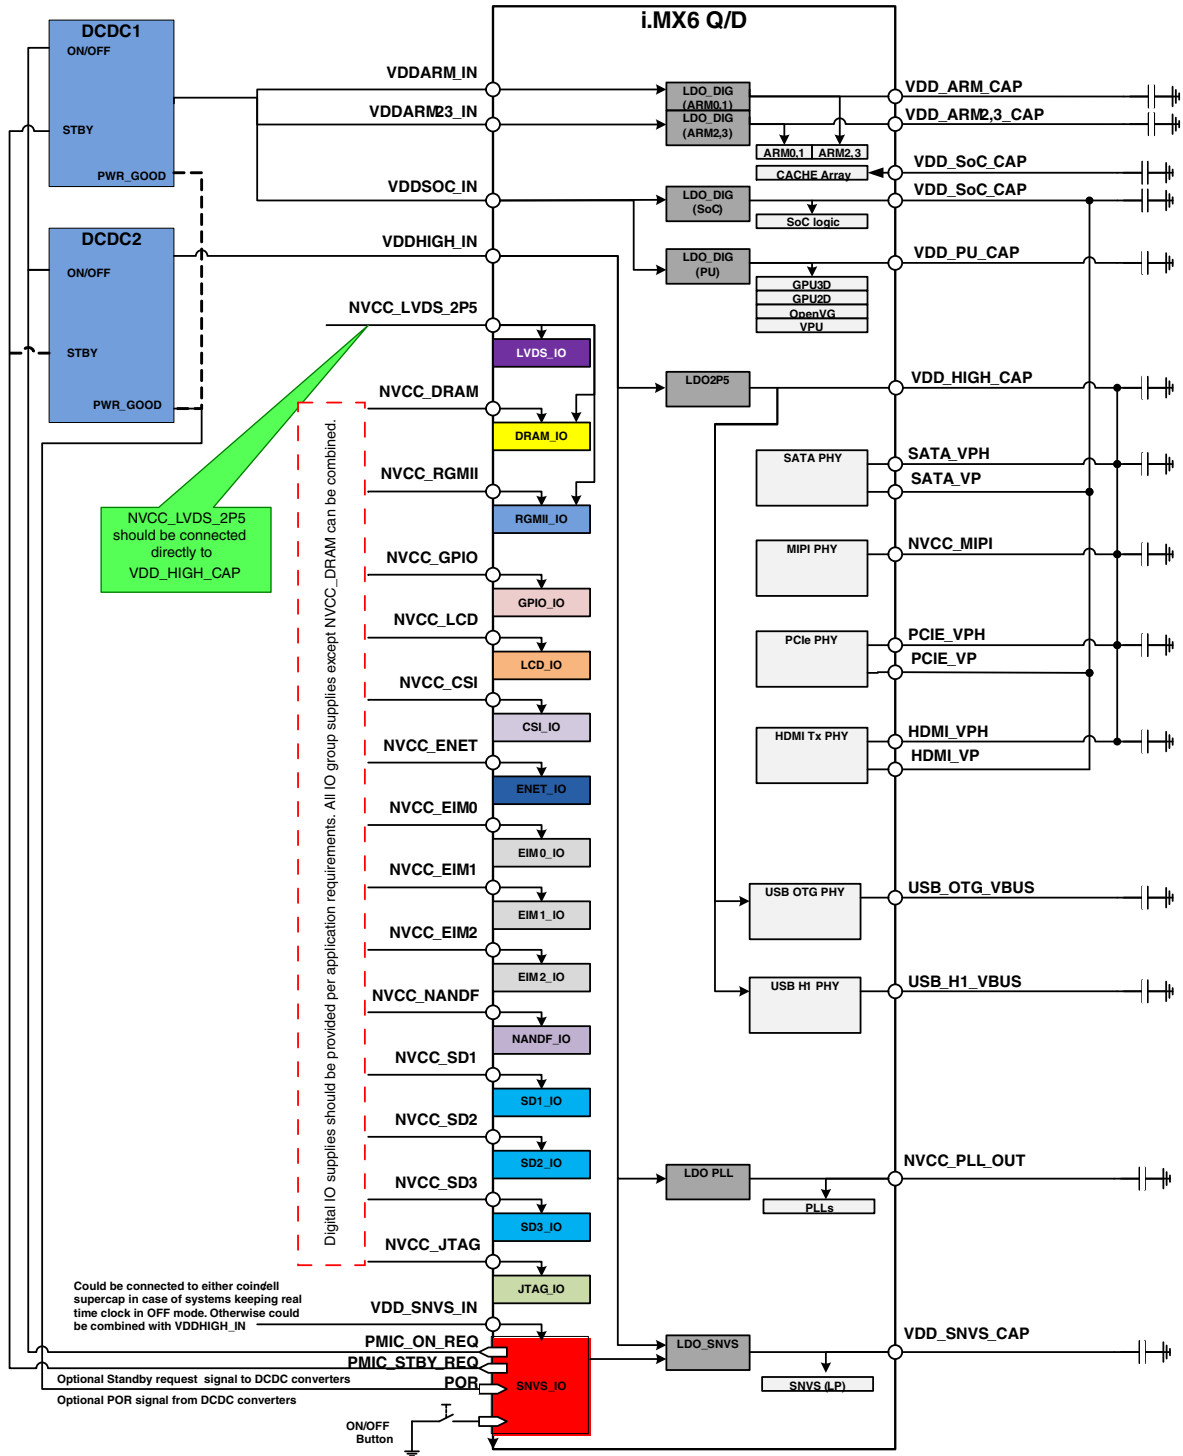 i.MX6 Q/D
DCDC1
ON/OFF
STBY
PWR_GOOD
DCDC2
ON/OFF
STBY
PWR_GOOD
VDDARM_IN
VDDARM23_IN
VDDSOC_IN
VDDHIGH_IN
NVCC_LVDS_2P5
LVDS_IO
NVCC_DRAM
DRAM_IO
NVCC_RGMII
RGMII_IO
NVCC_LVDS_2P5
should be connected
directly to
VDD_HIGH_CAP
Digital IO supplies should be provided per application requirements. All IO group supplies except NVCC_DRAM can be combined.
NVCC_GPIO
GPIO_IO
NVCC_LCD
LCD_IO
NVCC_CSI
CSI_IO
NVCC_ENET
ENET_IO
NVCC_EIM0
EIM0_IO
NVCC_EIM1
EIM1_IO
NVCC_EIM2
EIM2_IO
NVCC_NANDF
NANDF_IO
NVCC_SD1
SD1_IO
NVCC_SD2
SD2_IO
NVCC_SD3
SD3_IO
NVCC_JTAG
JTAG_IO
Could be connected to either
supercap in case of systems keeping real
time clock in OFF mode. Otherwise could
be combined with VDDHIGH_IN
VDD_SNVS_IN
PMIC_ON_REQ
PMIC_STBY_REQ
Optional Standby request signal to DCDC converters
POR
Optional POR signal from DCDC converters
SNVS_IO
ON/OFF
Button
LDO_DIG
(ARM0,1)
LDO_DIG
(ARM2,3)
ARM0,1
ARM2,3
CACHE Array
LDO_DIG
(SoC)
SoC logic
LDO_DIG
(PU)
GPU3D
GPU2D
OpenVG
VPU
LDO2P5
SATA PHY
MIPI PHY
PCIe PHY
HDMI Tx PHY
USB OTG PHY
USB H1 PHY
LDO PLL
PLLs
LDO_SNVS
SNVS (LP)
VDD_ARM_CAP
VDD_ARM2,3_CAP
VDD_SoC_CAP
VDD_SoC_CAP
VDD_PU_CAP
VDD_HIGH_CAP
SATA_VPH
SATA_VP
NVCC_MIPI
PCIE_VPH
PCIE_VP
HDMI_VPH
HDMI_VP
USB_OTG_VBUS
USB_H1_VBUS
NVCC_PLL_OUT
VDD_SNVS_CAP